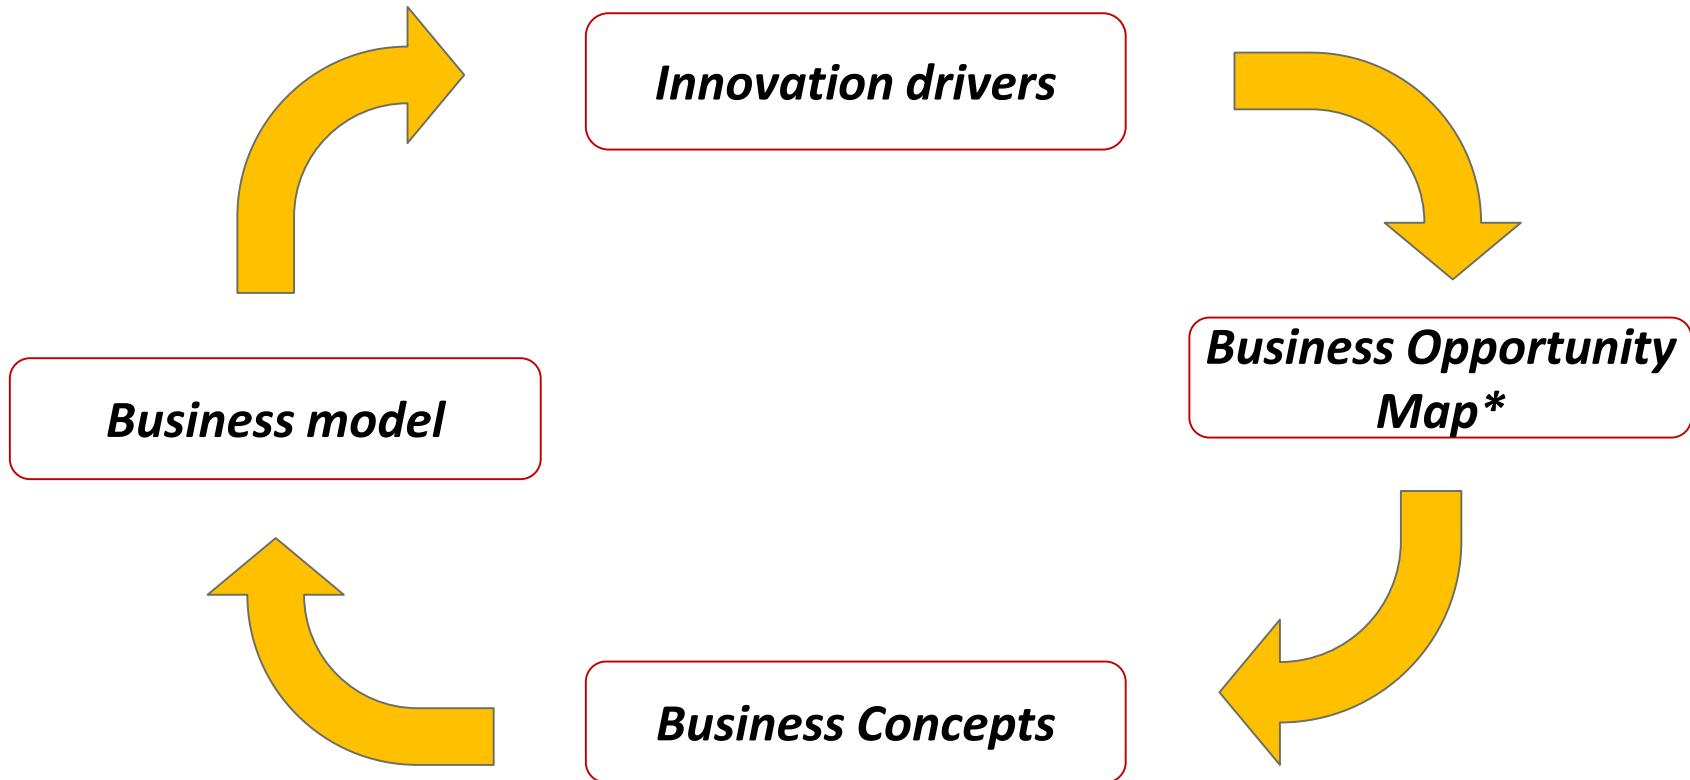 Innovation drivers
Business Opportunity
Map*
Business model
Business Concepts